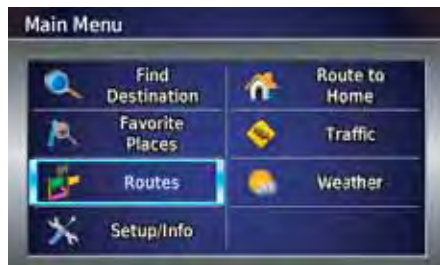 Main Menu
Find
Destination
Route to
Home
Favorite
Places
Traffic
Routes
Weather
Setup/Info